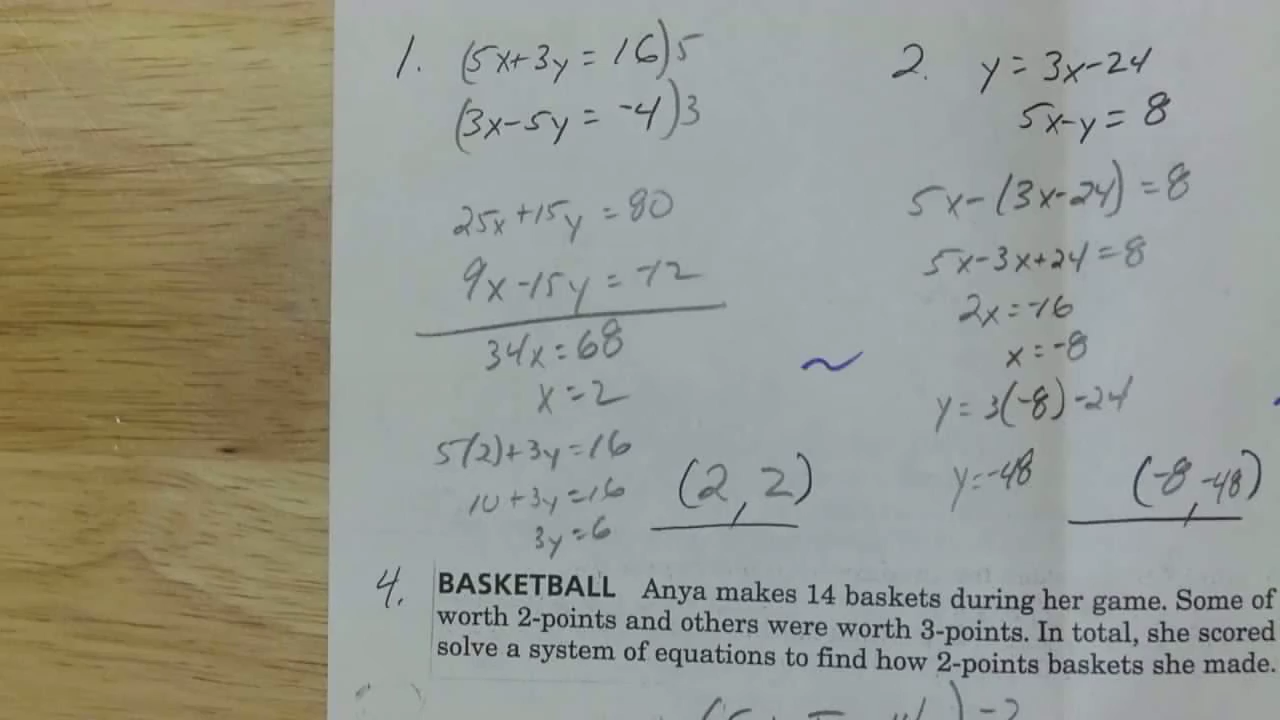 1. (5x+3y = 16)5
(3x-5y = -4)3
25x+15y = 80
9x-15y = -12
34x=68
x=2
5(2)+3y=16
10+3y=16
3y=6
(2, 2)
2. y = 3x-24
5x-y = 8
5x-(3x-24) = 8
5x-3x+24=8
2x=-16
x=-8
y = 3(-8)-24
y=-48
(-8,-48)
4. BASKETBALL Anya makes 14 baskets during her game. Some of
worth 2-points and others were worth 3-points. In total, she scored
solve a system of equations to find how 2-points baskets she made.